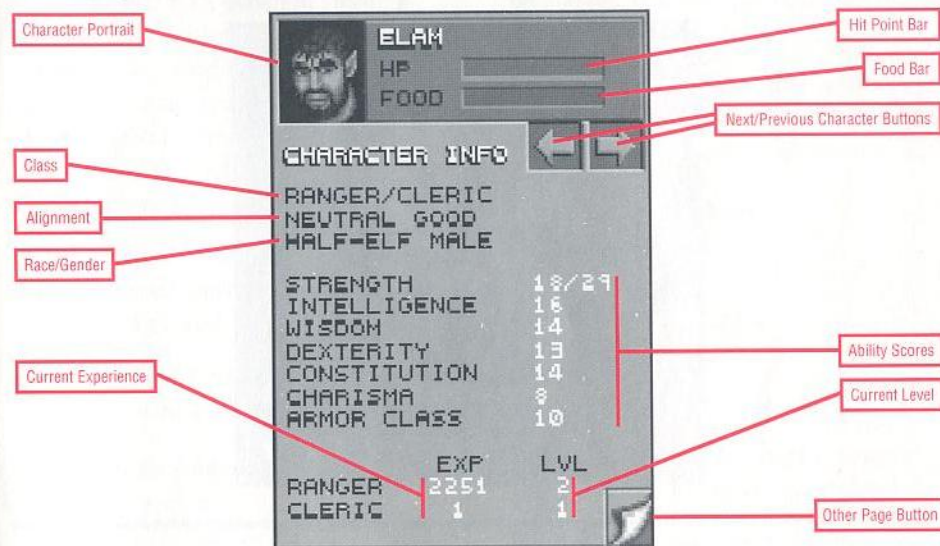 Character Portrait
ELAM
HP
FOOD
Hit Point Bar
Food Bar
Next/Previous Character Buttons
CHARACTER INFO
Class
RANGER/CLERIC
Alignment
NEUTRAL GOOD
Race/Gender
HALF-ELF MALE
STRENGTH 18/29
INTELLIGENCE 16
WISDOM 14
DEXTERITY 13
CONSTITUTION 14
CHARISMA 8
ARMOR CLASS 10
Ability Scores
Current Experience
Current Level
EXP LVL
RANGER 2251 2
CLERIC 1 1
Other Page Button